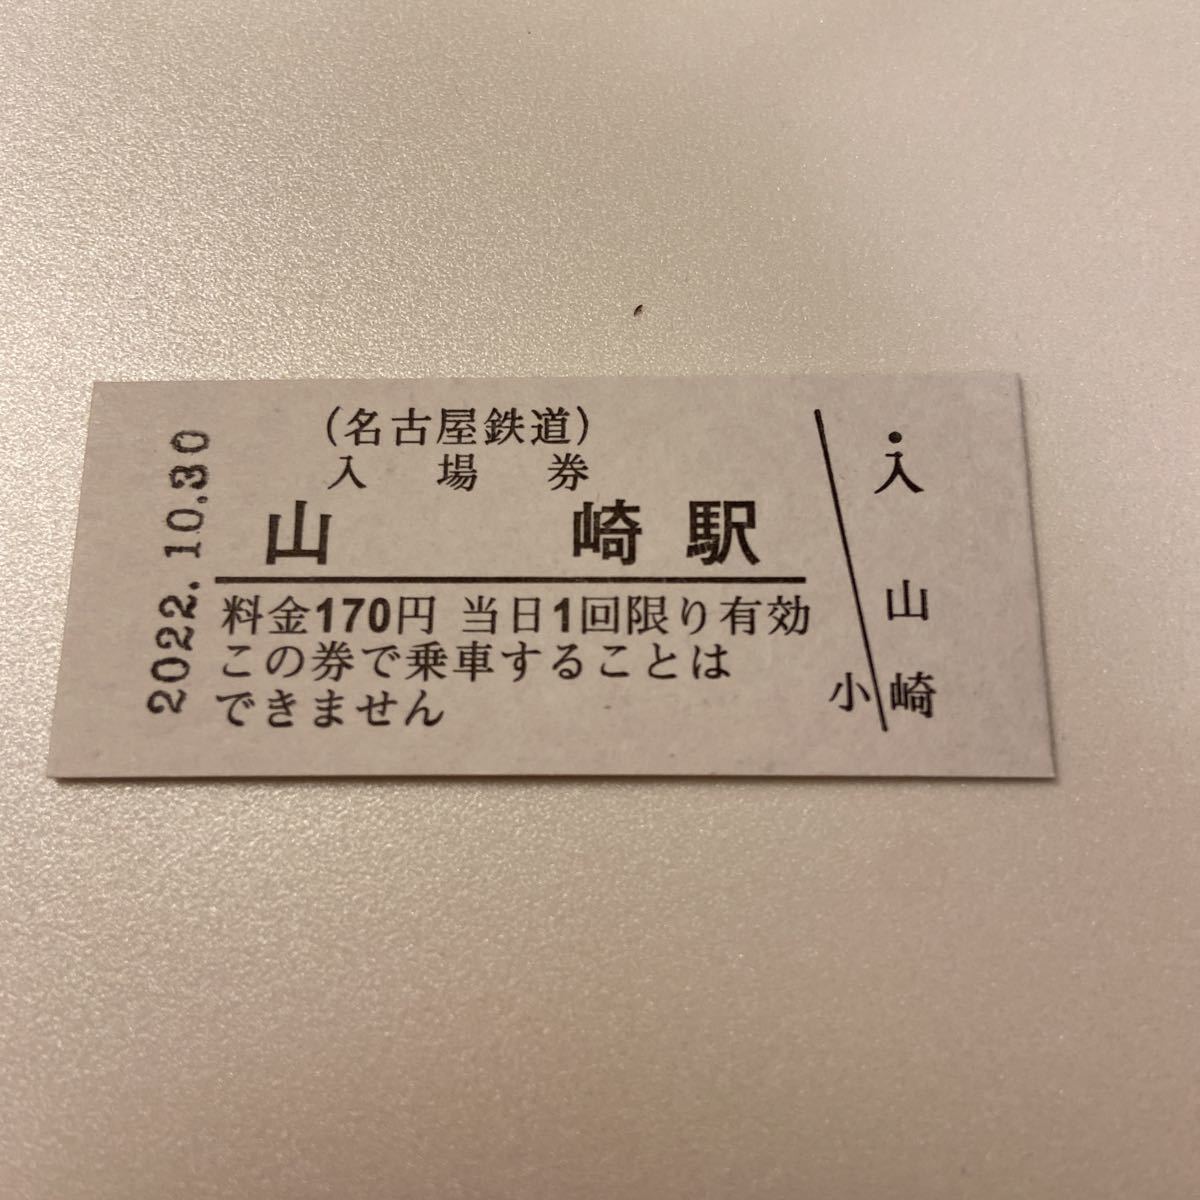 2022.10.30
(名古屋鉄道)
入場券
山崎駅
料金170円 当日1回限り有効
この券で乗車することは
できません
入
山
崎
小